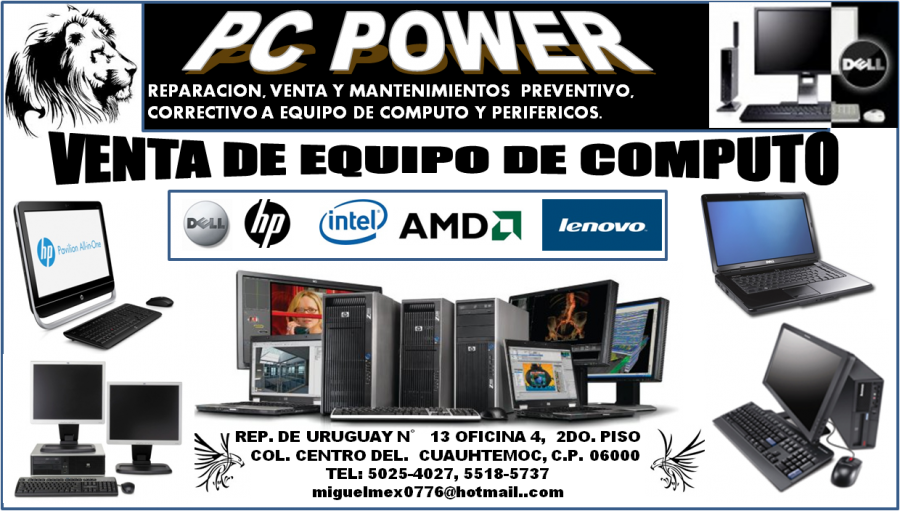 PC POWER
REPARACION, VENTA Y MANTENIMIENTOS  PREVENTIVO,
CORRECTIVO A EQUIPO DE COMPUTO Y PERIFERICOS.
DELL
VENTA DE EQUIPO DE COMPUTO
DELL hp intel AMD lenovo
hp Pavilion All-in-One
REP. DE URUGUAY N°  13 OFICINA 4,  2DO. PISO
COL. CENTRO DEL.  CUAUHTEMOC, C.P. 06000
TEL: 5025-4027, 5518-5737
miguelmex0776@hotmail..com